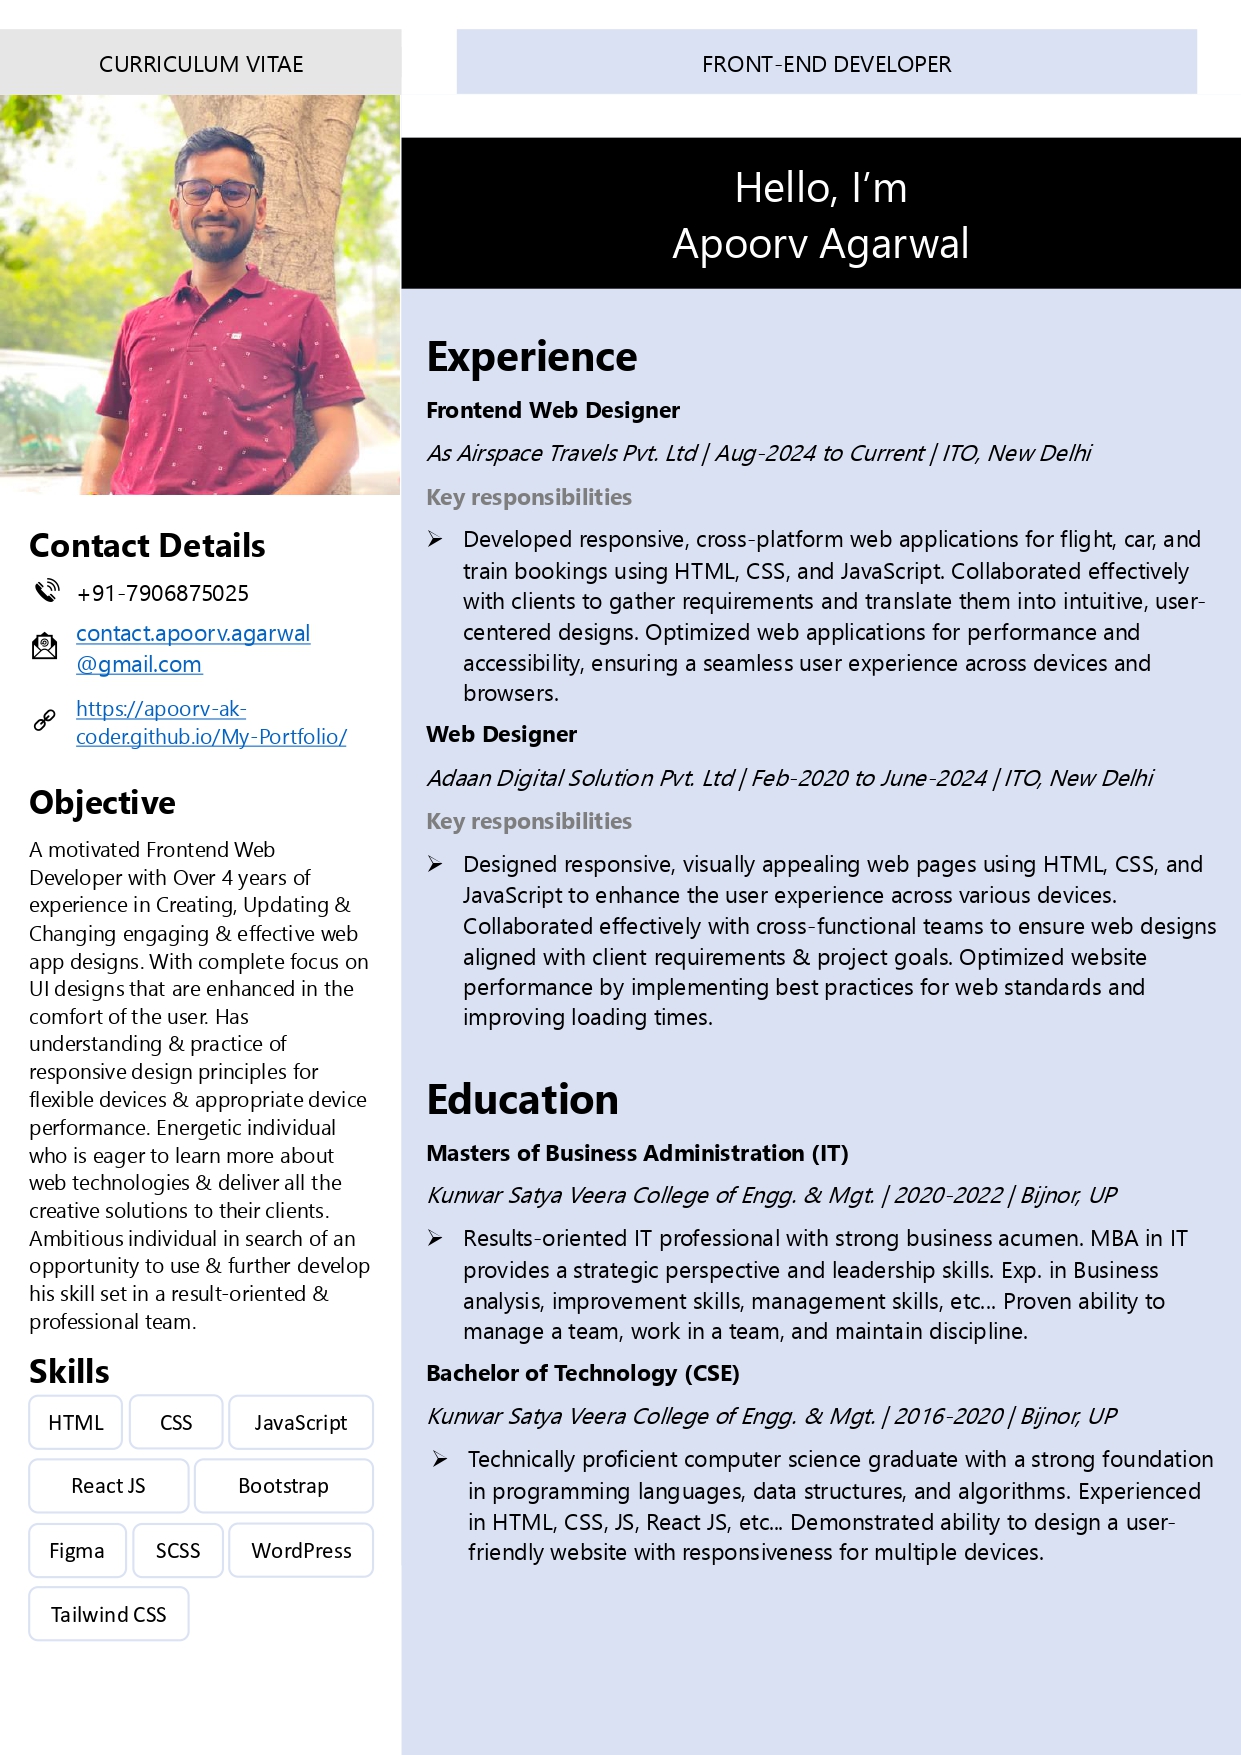 CURRICULUM VITAE
FRONT-END DEVELOPER
Hello, I’m
Apoorv Agarwal
Contact Details
+91-7906875025
contact.apoorv.agarwal
@gmail.com
https://apoorv-ak-
coder.github.io/My-Portfolio/
Objective
A motivated Frontend Web
Developer with Over 4 years of
experience in Creating, Updating &
Changing engaging & effective web
app designs. With complete focus on
UI designs that are enhanced in the
comfort of the user. Has
understanding & practice of
responsive design principles for
flexible devices & appropriate device
performance. Energetic individual
who is eager to learn more about
web technologies & deliver all the
creative solutions to their clients.
Ambitious individual in search of an
opportunity to use & further develop
his skill set in a result-oriented &
professional team.
Skills
HTML CSS JavaScript
React JS Bootstrap
Figma SCSS WordPress
Tailwind CSS
Experience
Frontend Web Designer
As Airspace Travels Pvt. Ltd | Aug-2024 to Current | ITO, New Delhi
Key responsibilities
➢ Developed responsive, cross-platform web applications for flight, car, and
train bookings using HTML, CSS, and JavaScript. Collaborated effectively
with clients to gather requirements and translate them into intuitive, user-
centered designs. Optimized web applications for performance and
accessibility, ensuring a seamless user experience across devices and
browsers.
Web Designer
Adaan Digital Solution Pvt. Ltd | Feb-2020 to June-2024 | ITO, New Delhi
Key responsibilities
➢ Designed responsive, visually appealing web pages using HTML, CSS, and
JavaScript to enhance the user experience across various devices.
Collaborated effectively with cross-functional teams to ensure web designs
aligned with client requirements & project goals. Optimized website
performance by implementing best practices for web standards and
improving loading times.
Education
Masters of Business Administration (IT)
Kunwar Satya Veera College of Engg. & Mgt. | 2020-2022 | Bijnor, UP
➢ Results-oriented IT professional with strong business acumen. MBA in IT
provides a strategic perspective and leadership skills. Exp. in Business
analysis, improvement skills, management skills, etc... Proven ability to
manage a team, work in a team, and maintain discipline.
Bachelor of Technology (CSE)
Kunwar Satya Veera College of Engg. & Mgt. | 2016-2020 | Bijnor, UP
➢ Technically proficient computer science graduate with a strong foundation
in programming languages, data structures, and algorithms. Experienced
in HTML, CSS, JS, React JS, etc... Demonstrated ability to design a user-
friendly website with responsiveness for multiple devices.